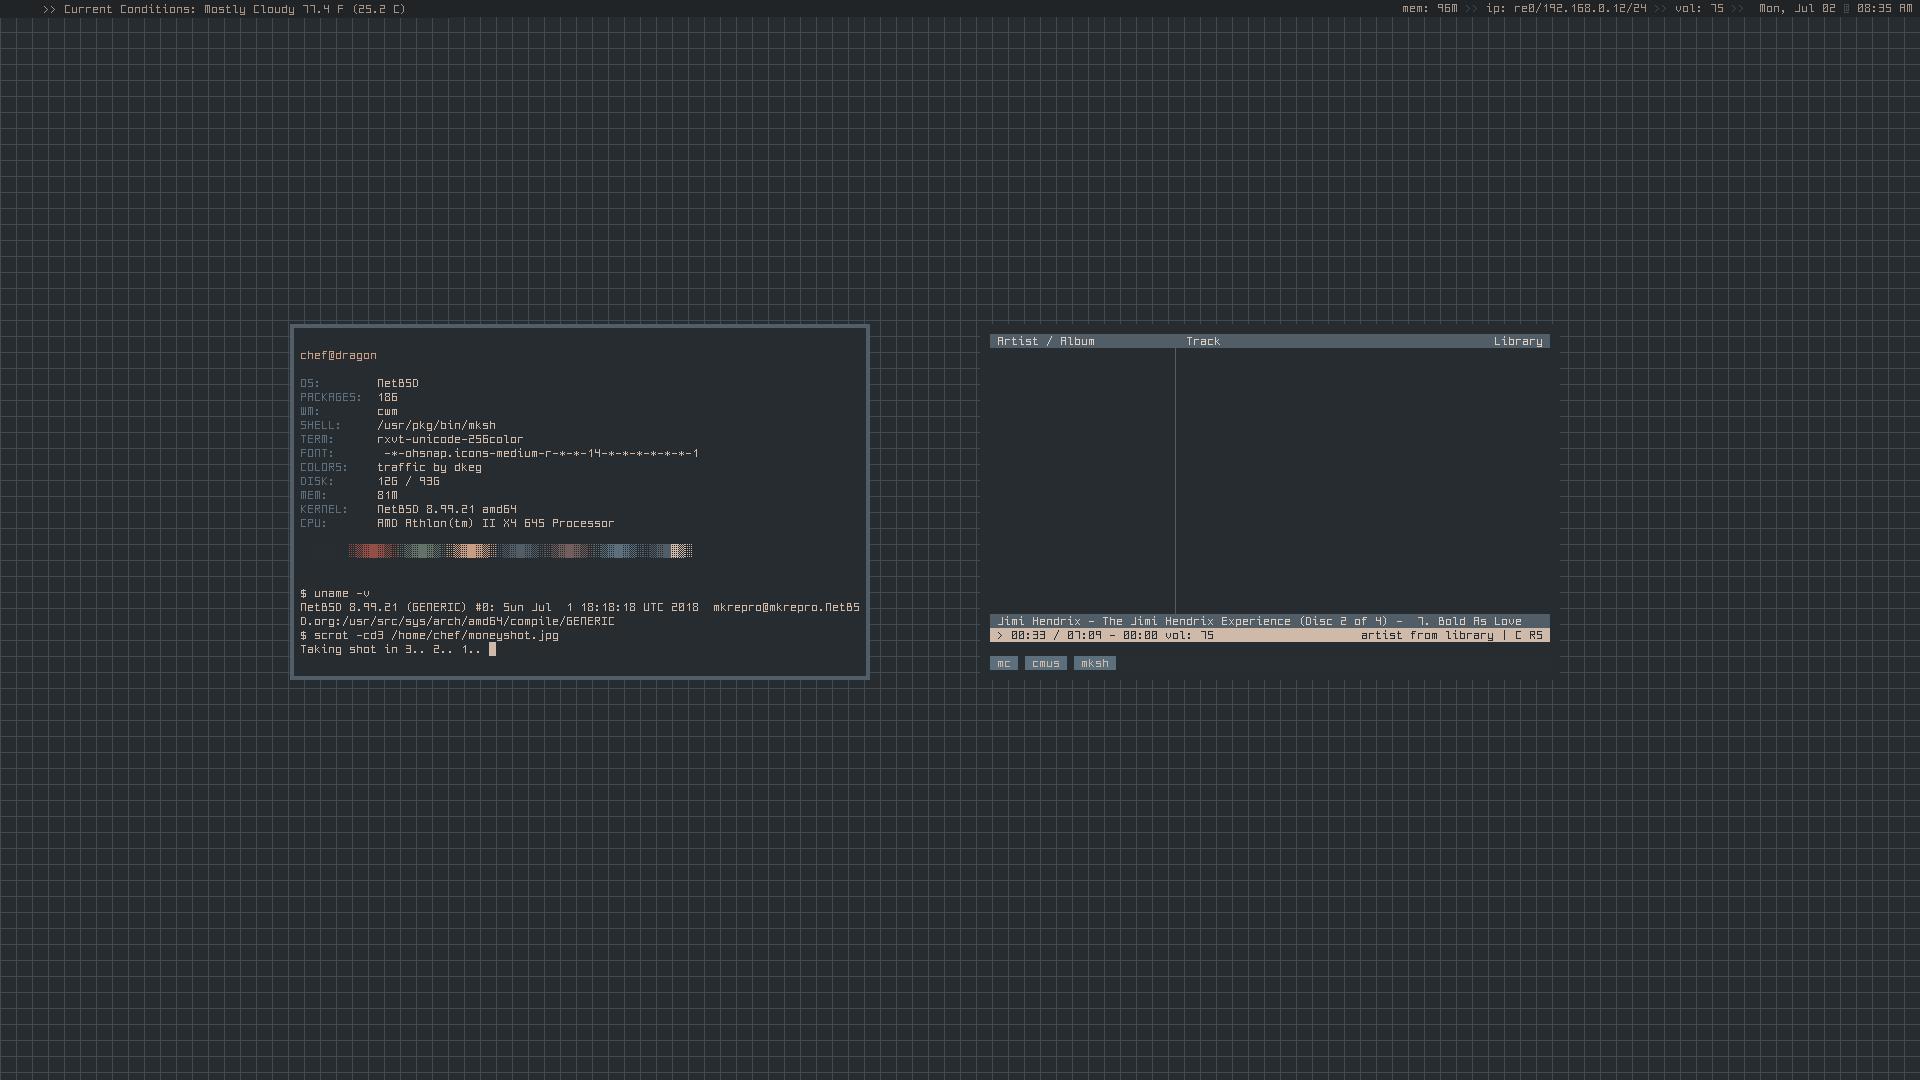 >> Current Conditions: Mostly Cloudy 77.4 F (25.2 C)
mem: 96M >> ip: re0/192.168.0.12/24 >> vol: 75 >> Mon, Jul 02 @ 08:35 AM
chef@dragon
OS: NetBSD
PACKAGES: 186
WM: cwm
SHELL: /usr/pkg/bin/mksh
TERM: rxvt-unicode-256color
FONT: -*-ohsnap.icons-medium-r-*-*-14-*-*-*-*-*-*-1
COLORS: traffic by dkeg
DISK: 12G / 93G
MEM: 81M
KERNEL: NetBSD 8.99.21 amd64
CPU: AMD Athlon(tm) II X4 645 Processor
$ uname -v
NetBSD 8.99.21 (GENERIC) #0: Sun Jul  1 18:18:18 UTC 2018  mkrepro@mkrepro.NetBS
D.org:/usr/src/sys/arch/amd64/compile/GENERIC
$ scrot -cd3 /home/chef/moneyshot.jpg
Taking shot in 3.. 2.. 1..
Artist / Album Track Library
Jimi Hendrix - The Jimi Hendrix Experience (Disc 2 of 4) -  7. Bold As Love
> 00:33 / 07:09 - 00:00 vol: 75 artist from library | C RS
mc cmus mksh